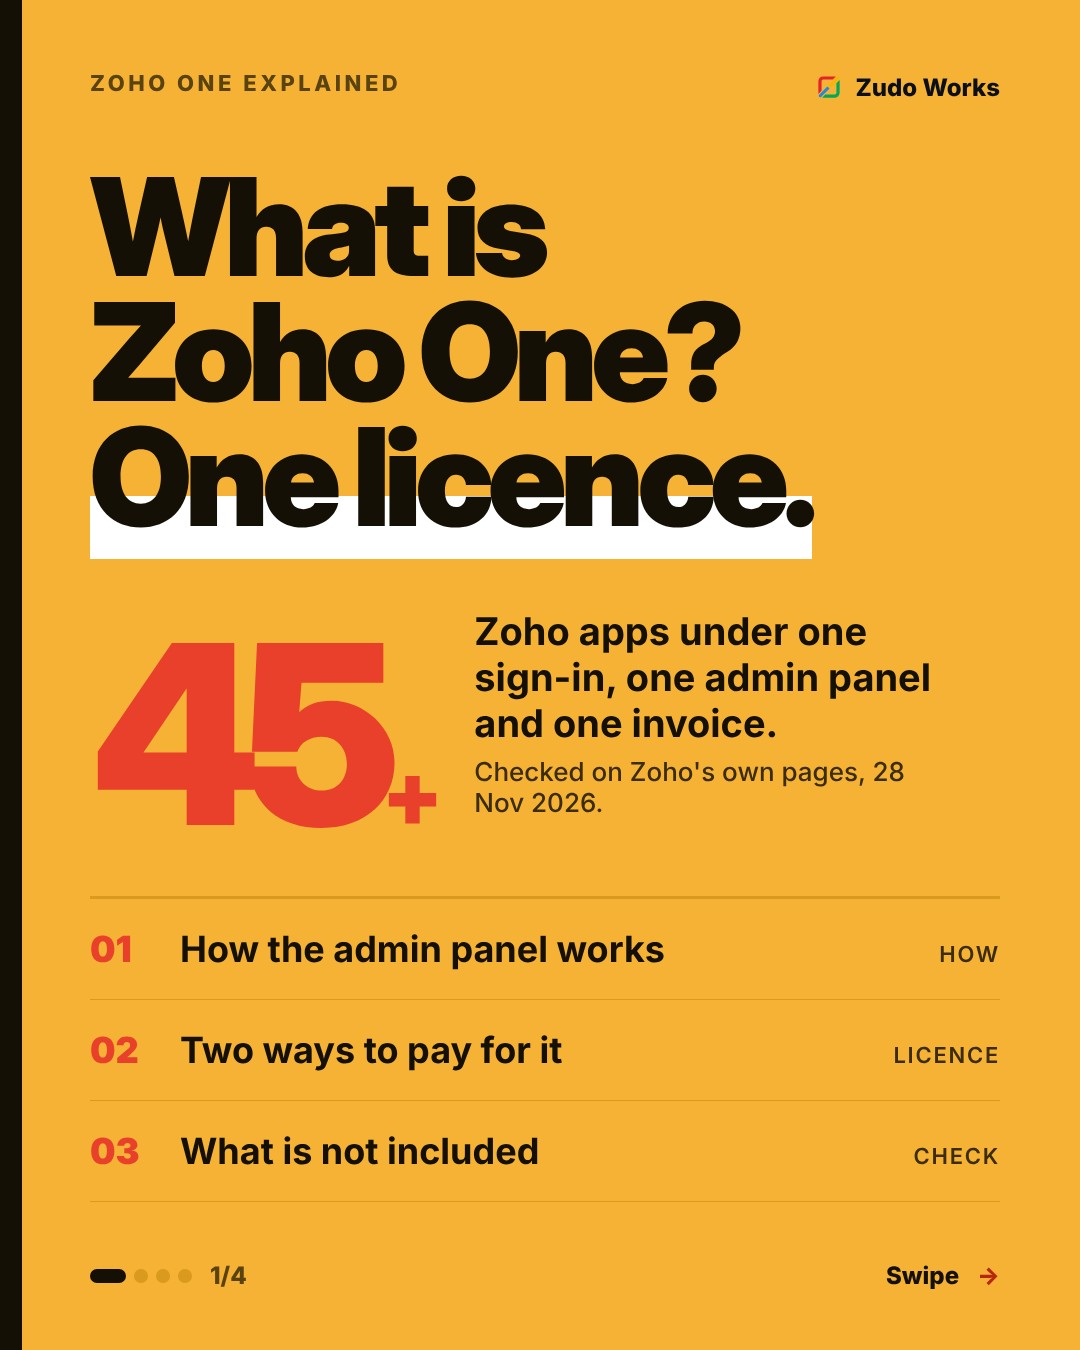 ZOHO ONE EXPLAINED
Zudo Works
What is
Zoho One?
One licence.
45+
Zoho apps under one
sign-in, one admin panel
and one invoice.
Checked on Zoho's own pages, 28
Nov 2026.
01 How the admin panel works HOW
02 Two ways to pay for it LICENCE
03 What is not included CHECK
1/4
Swipe →